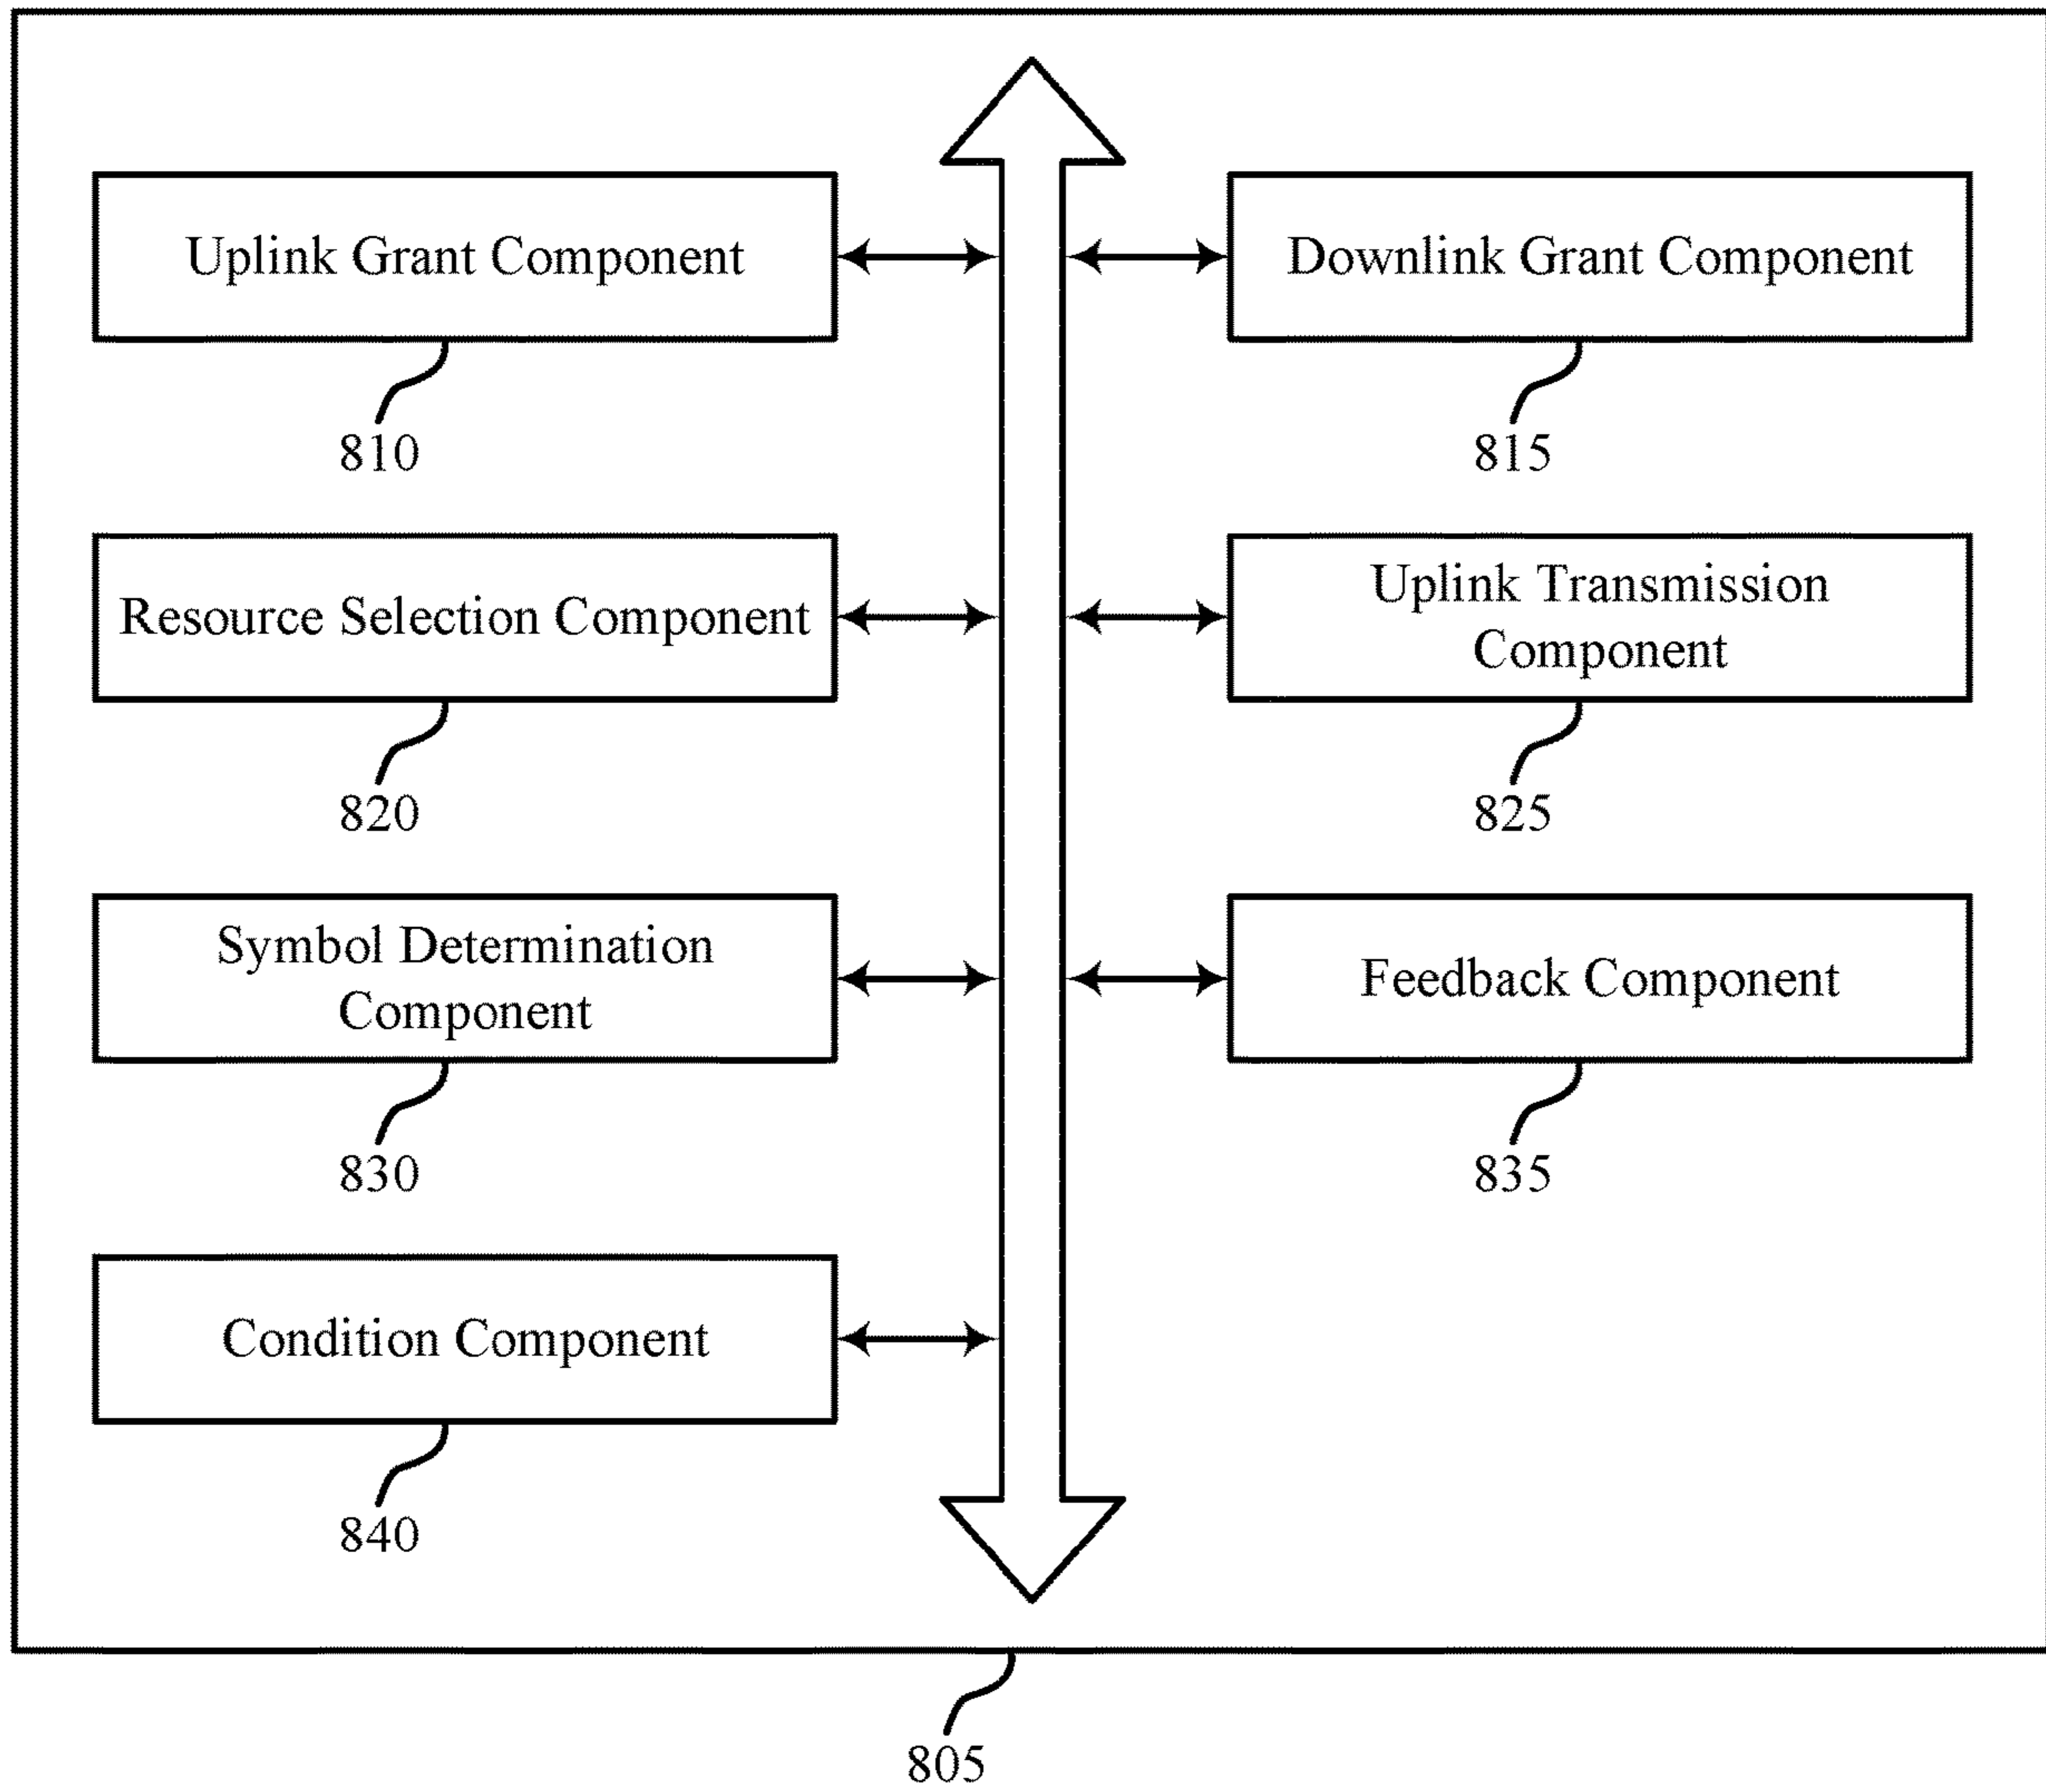 Uplink Grant Component
Downlink Grant Component
810
815
Resource Selection Component
Uplink Transmission
Component
820
825
Symbol Determination
Component
Feedback Component
830
835
Condition Component
840
805